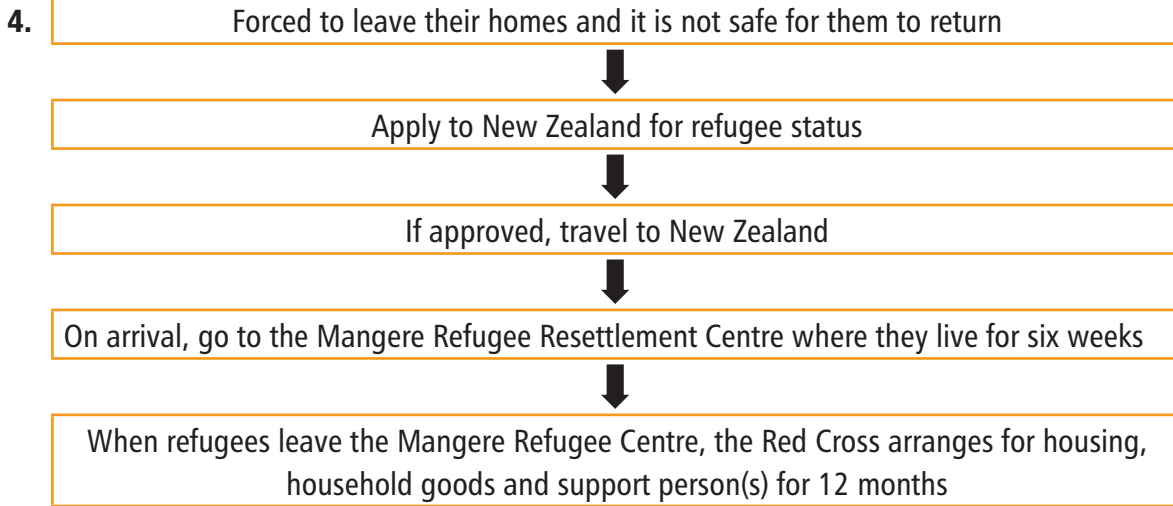 4. Forced to leave their homes and it is not safe for them to return
Apply to New Zealand for refugee status
If approved, travel to New Zealand
On arrival, go to the Mangere Refugee Resettlement Centre where they live for six weeks
When refugees leave the Mangere Refugee Centre, the Red Cross arranges for housing,
household goods and support person(s) for 12 months